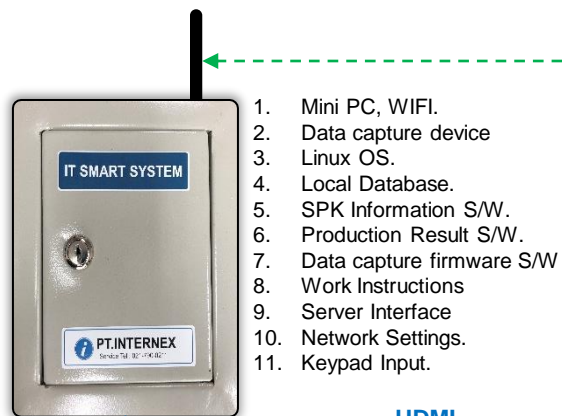 IT SMART SYSTEM
PT.INTERNEX
1. Mini PC, WIFI.
2. Data capture device
3. Linux OS.
4. Local Database.
5. SPK Information S/W.
6. Production Result S/W.
7. Data capture firmware S/W
8. Work Instructions
9. Server Interface
10. Network Settings.
11. Keypad Input.